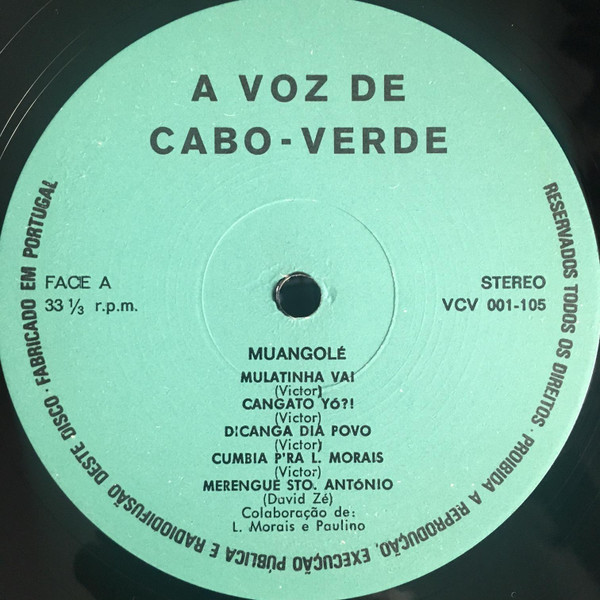 A VOZ DE
CABO-VERDE
FACE A
33 ⅓ r.p.m.
STEREO
VCV 001-105
MUANGOLÉ
MULATINHA VAI
(Victor)
CANGATO YÓ?!
(Victor)
DICANGA DIÁ POVO
(Victor)
CUMBIA P'RA L. MORAIS
(Victor)
MERENGUE STO. ANTÓNIO
(David Zé)
Colaboração de:
L. Morais e Paulino
RESERVADOS TODOS OS DIREITOS · PROIBIDA A REPRODUÇÃO, EXECUÇÃO PÚBLICA E RADIODIFUSÃO DESTE DISCO · FABRICADO EM PORTUGAL